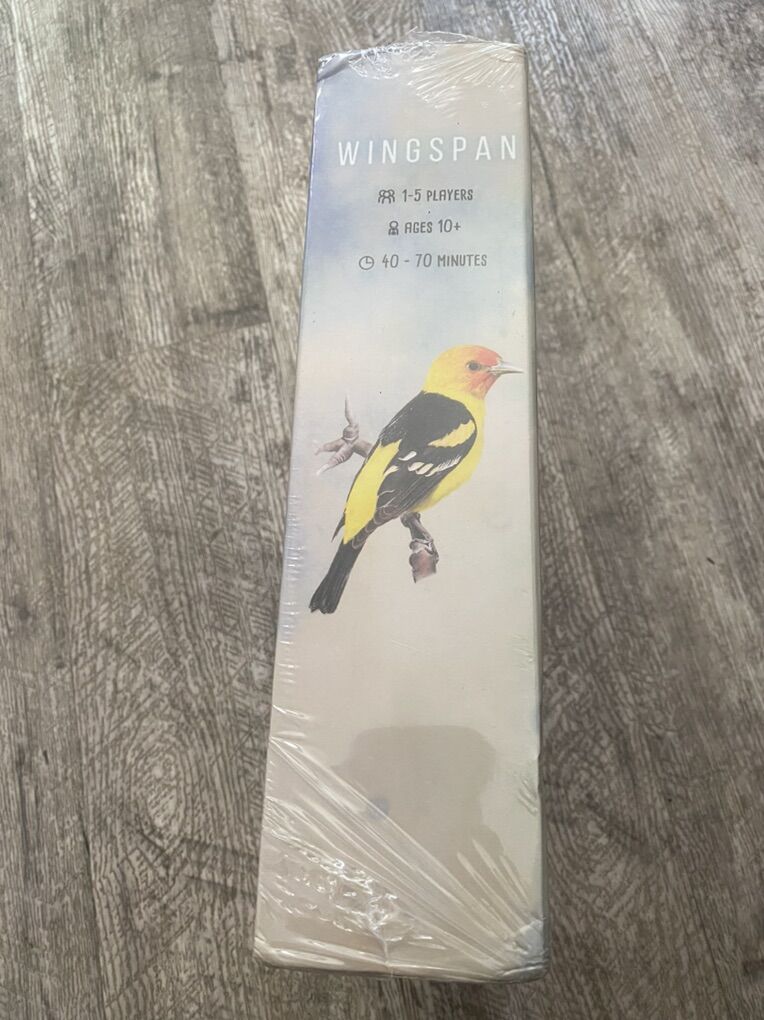 WINGSPAN
1-5 PLAYERS
AGES 10+
40 - 70 MINUTES